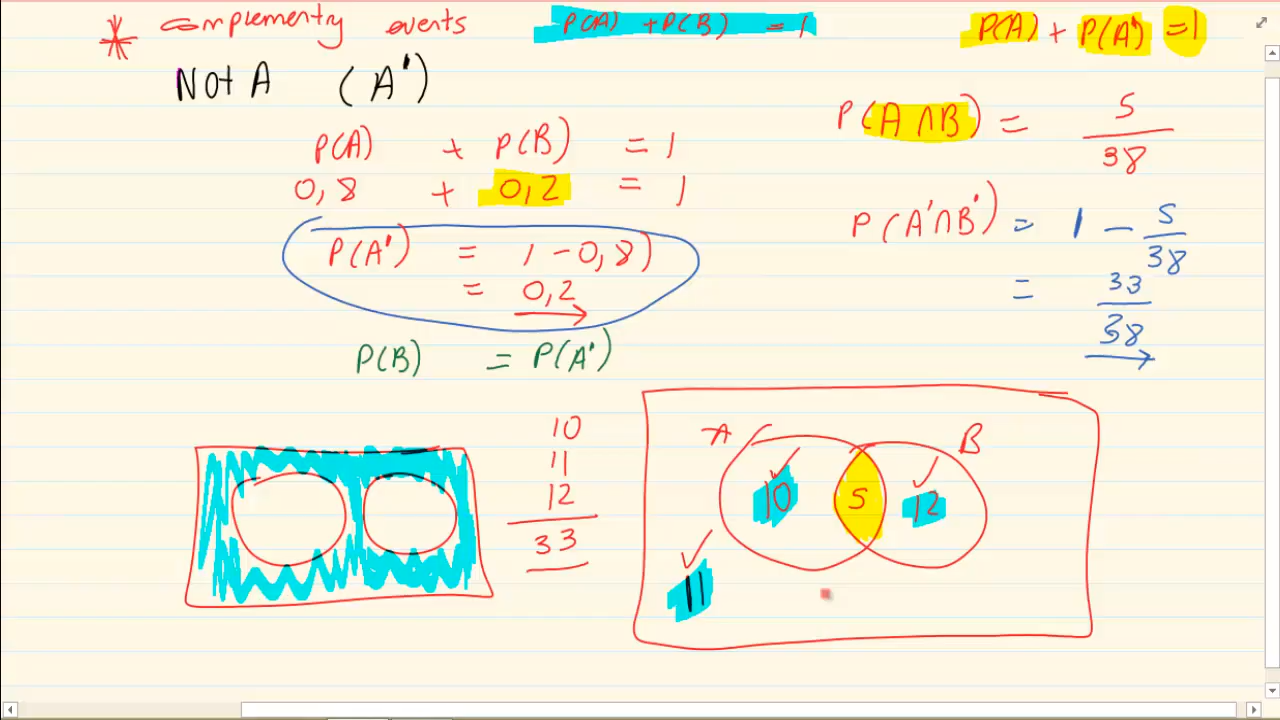 * complementry events P(A) + P(B) = 1 P(A) + P(A') = 1
Not A (A')
P(A) + P(B) = 1
0,8 + 0,2 = 1
P(A') = 1 - 0,8)
= 0,2
P(B) = P(A')
P(A ∩ B) = 5/38
P(A' ∩ B') = 1 - 5/38
= 33/38
10
11
12
33
A B
10 5 12
11